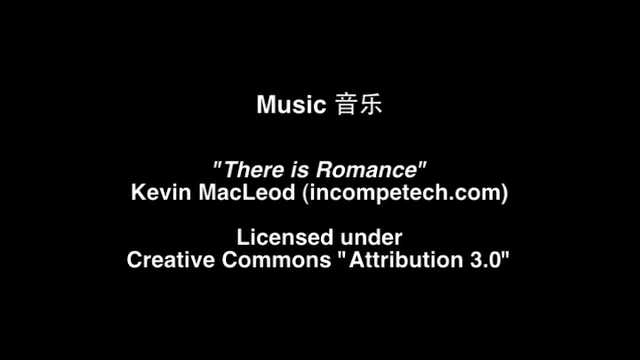 Music 音乐
"There is Romance"
Kevin MacLeod (incompetech.com)
Licensed under
Creative Commons "Attribution 3.0"